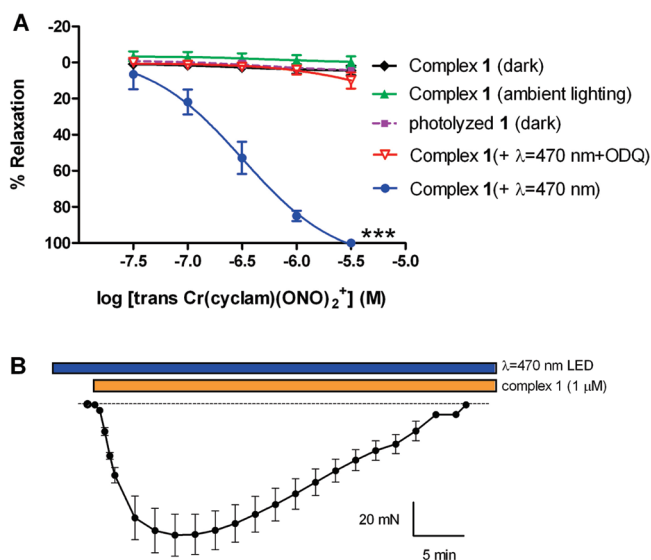 A
-20
0
20
40
60
80
100
% Relaxation
-7.5 -7.0 -6.5 -6.0 -5.5 -5.0
log [trans Cr(cyclam)(ONO)2+] (M)
***
Complex 1 (dark)
Complex 1 (ambient lighting)
photolyzed 1 (dark)
Complex 1(+ λ=470 nm+ODQ)
Complex 1(+ λ=470 nm)
B
λ=470 nm LED
complex 1 (1 μM)
20 mN
5 min